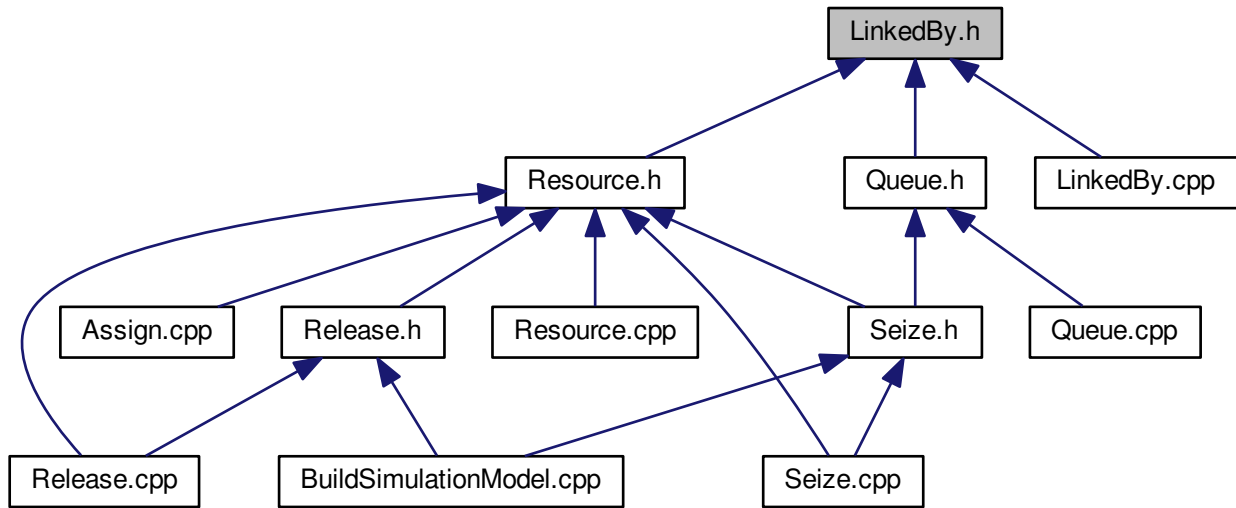 LinkedBy.h
Resource.h
Queue.h
LinkedBy.cpp
Assign.cpp
Release.h
Resource.cpp
Seize.h
Queue.cpp
Release.cpp
BuildSimulationModel.cpp
Seize.cpp